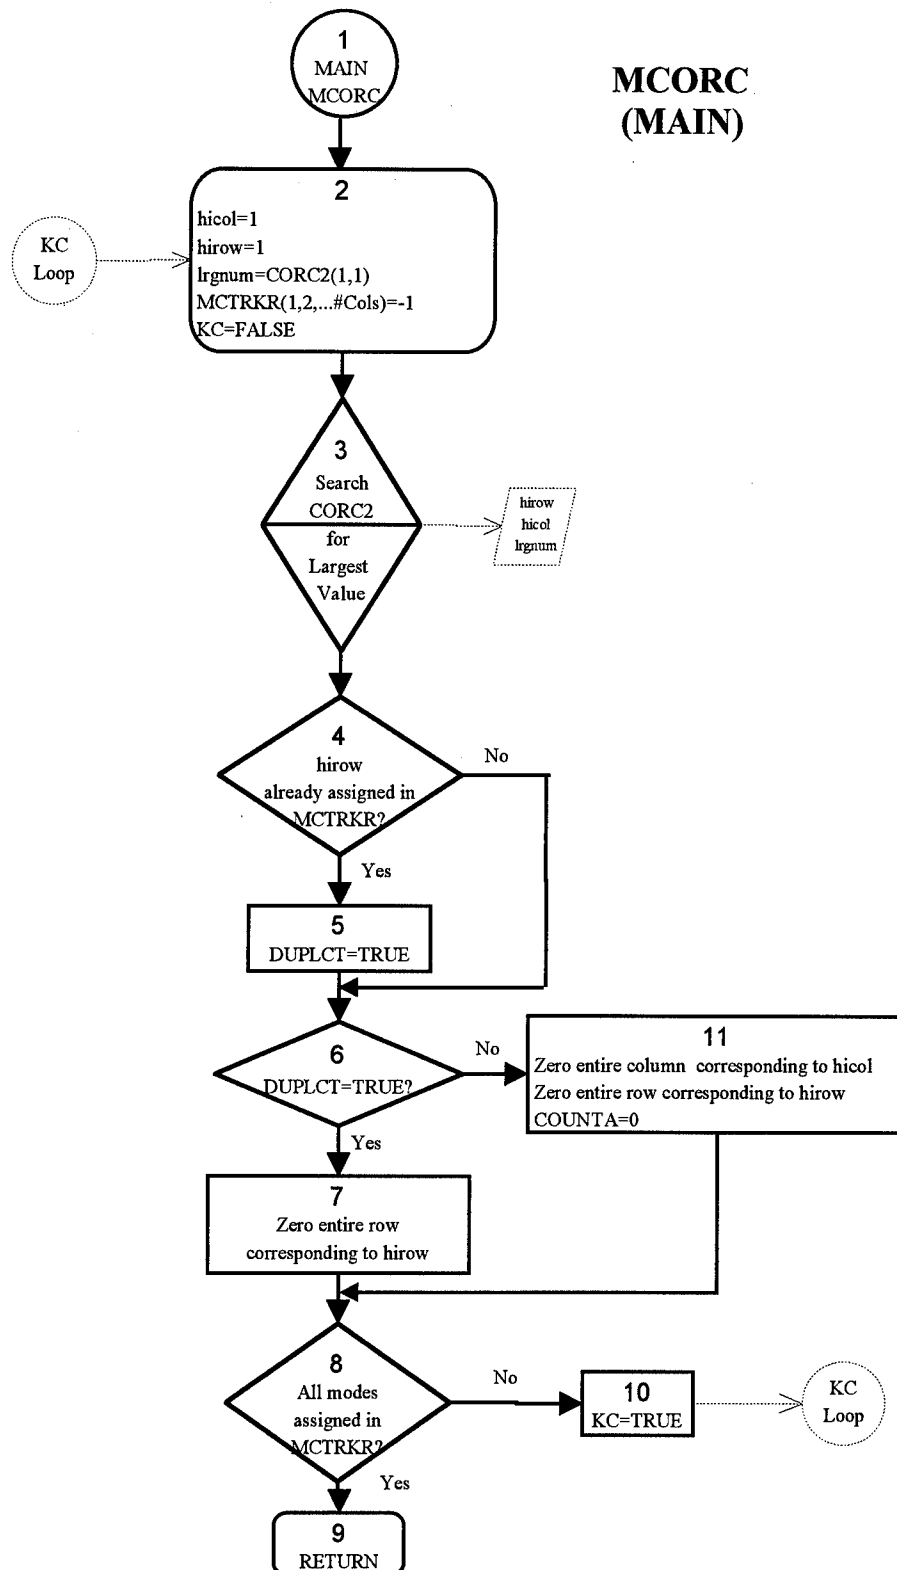 1
MAIN
MCORC
MCORC
(MAIN)
2
hicol=1
hirow=1
lrgnum=CORC2(1,1)
MCTRKR(1,2,...#Cols)=-1
KC=FALSE
KC
Loop
3
Search
CORC2
for
Largest
Value
hirow
hicol
lrgnum
4
hirow
already assigned in
MCTRKR?
No
Yes
5
DUPLCT=TRUE
6
DUPLCT=TRUE?
No
Yes
11
Zero entire column corresponding to hicol
Zero entire row corresponding to hirow
COUNTA=0
7
Zero entire row
corresponding to hirow
8
All modes
assigned in
MCTRKR?
No
Yes
10
KC=TRUE
KC
Loop
9
RETURN